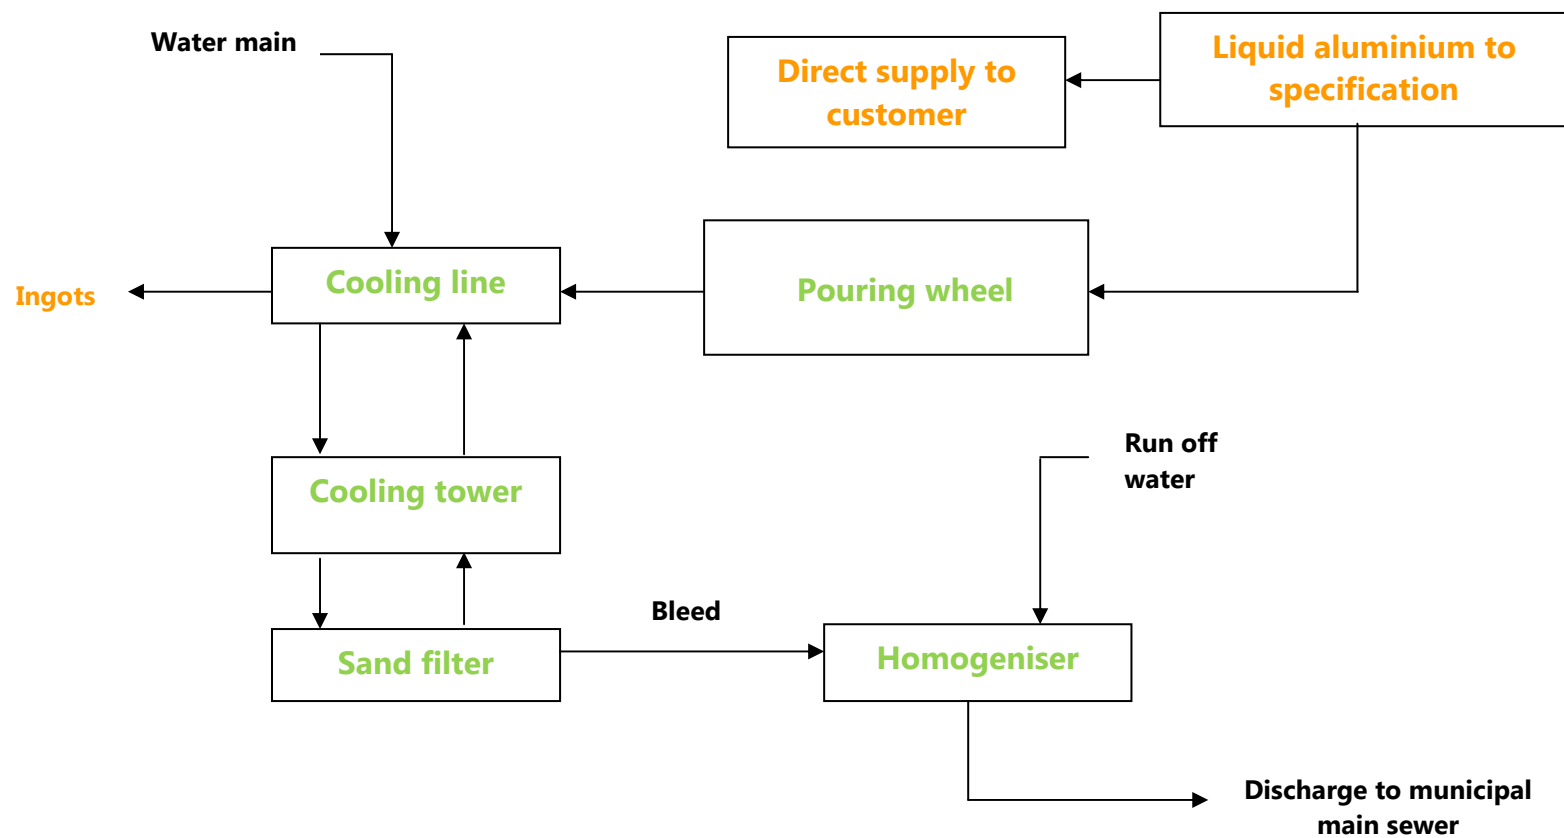 Water main
Direct supply to
customer
Liquid aluminium to
specification
Ingots
Cooling line
Pouring wheel
Cooling tower
Run off
water
Bleed
Sand filter
Homogeniser
Discharge to municipal
main sewer